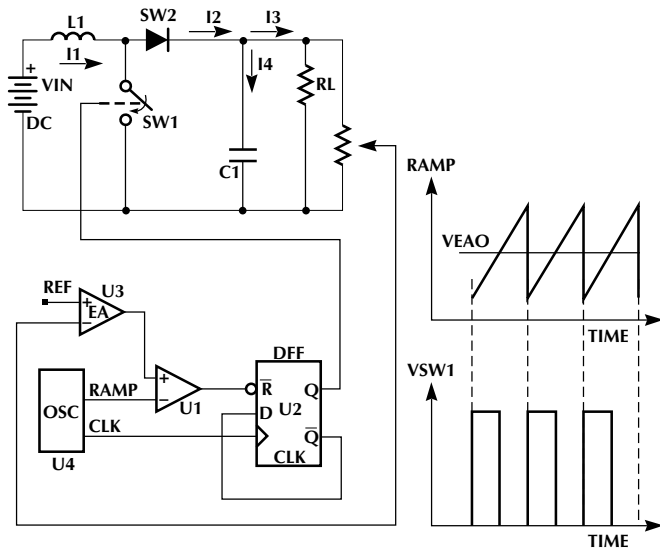 L1
SW2
I2
I3
I1
I4
+
VIN
DC
SW1
RL
C1
REF
U3
+
EA
−
RAMP
+
−
U1
OSC
CLK
U4
DFF
R
Q
D
U2
Q
CLK
RAMP
VEAO
TIME
VSW1
TIME